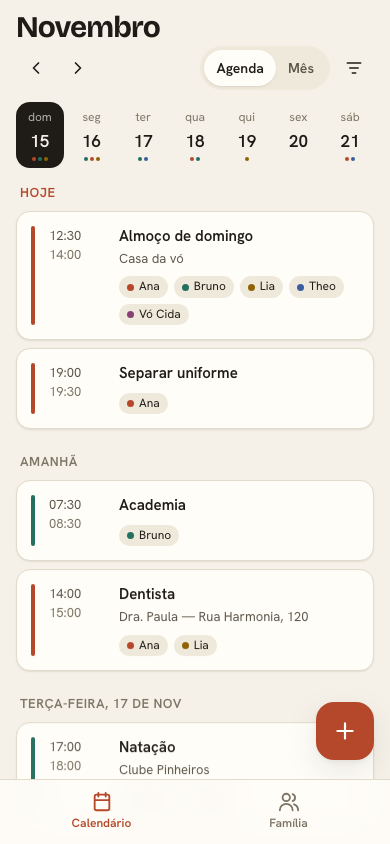 Novembro
Agenda Mês
dom seg ter qua qui sex sáb
15 16 17 18 19 20 21
HOJE
12:30 Almoço de domingo
14:00 Casa da vó
Ana Bruno Lia Theo
Vó Cida
19:00 Separar uniforme
19:30
Ana
AMANHÃ
07:30 Academia
08:30
Bruno
14:00 Dentista
15:00 Dra. Paula — Rua Harmonia, 120
Ana Lia
TERÇA-FEIRA, 17 DE NOV
17:00 Natação
18:00 Clube Pinheiros
Calendário Família